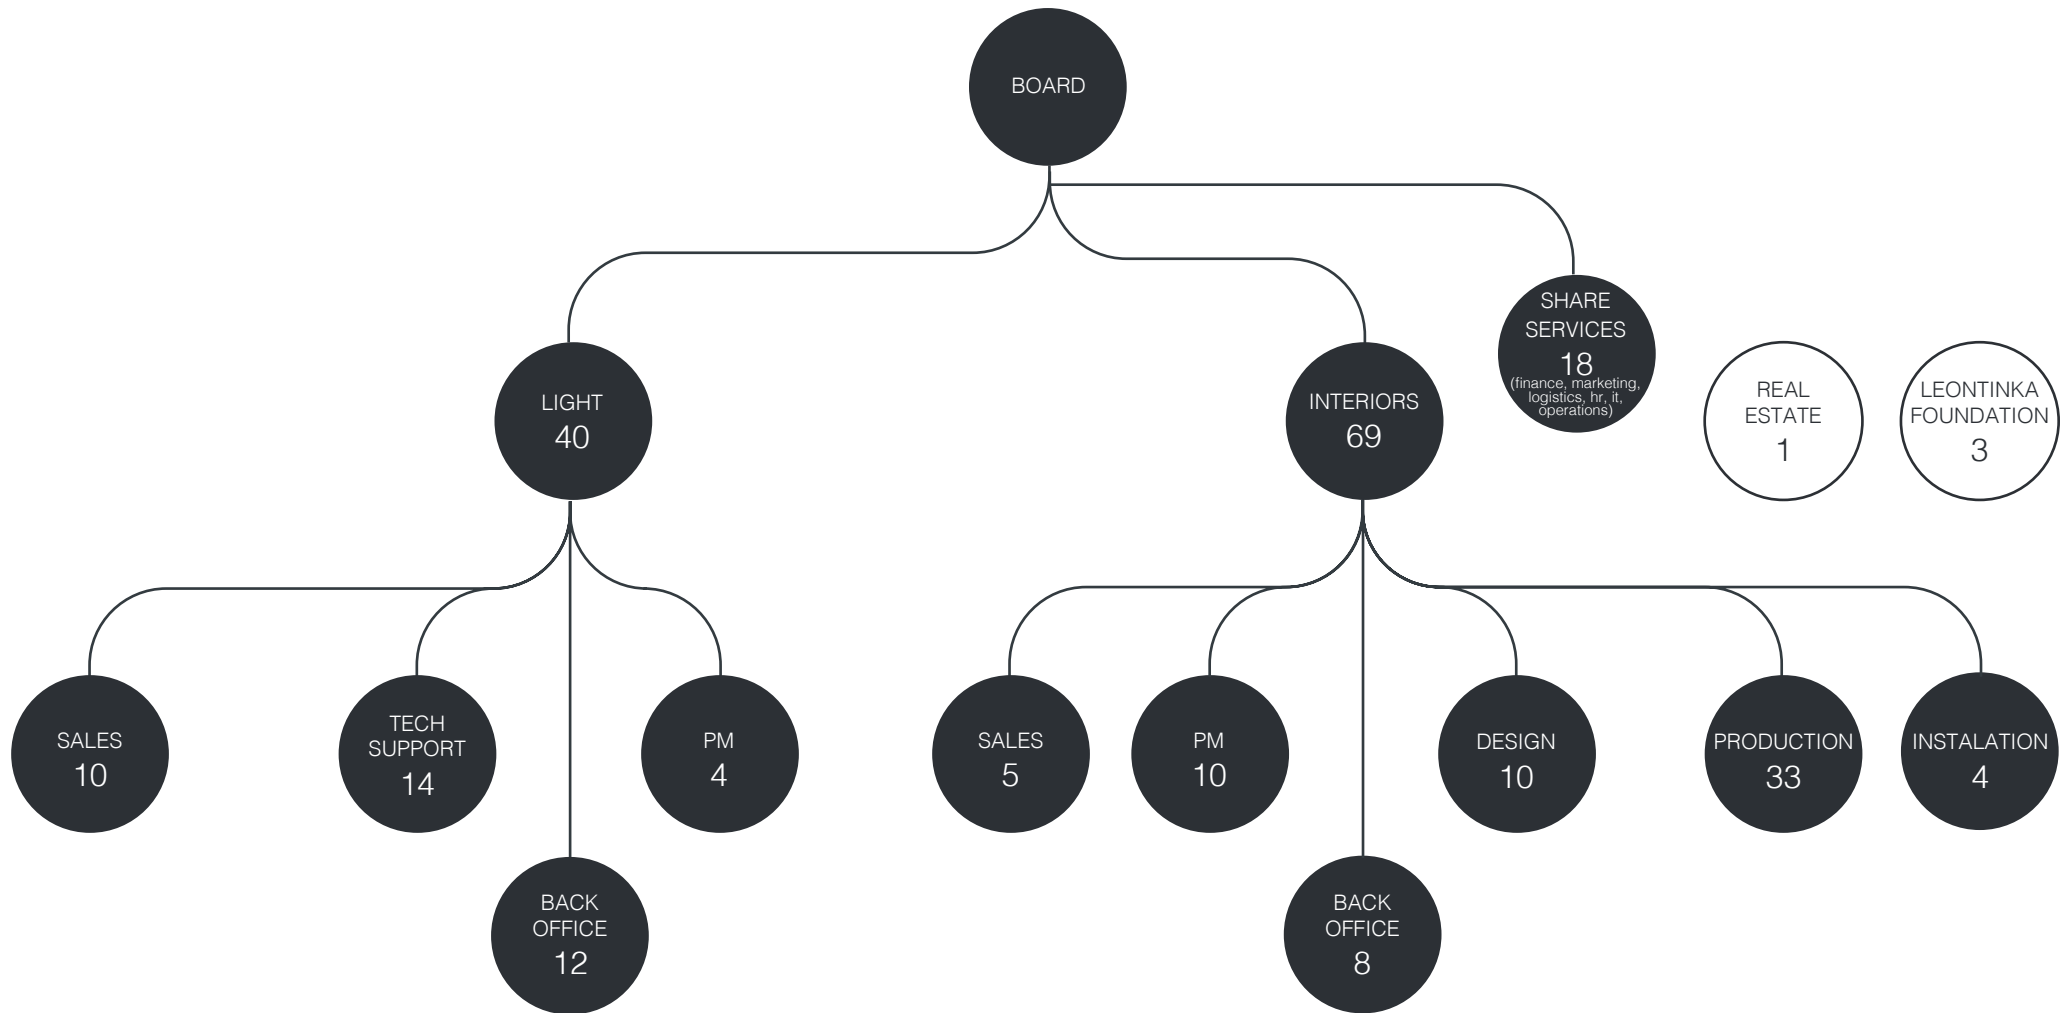 BOARD
LIGHT
40
INTERIORS
69
SHARE
SERVICES
18
(finance, marketing,
logistics, hr, it,
operations)
REAL
ESTATE
1
LEONTINKA
FOUNDATION
3
SALES
10
TECH
SUPPORT
14
PM
4
SALES
5
PM
10
DESIGN
10
PRODUCTION
33
INSTALATION
4
BACK
OFFICE
12
BACK
OFFICE
8